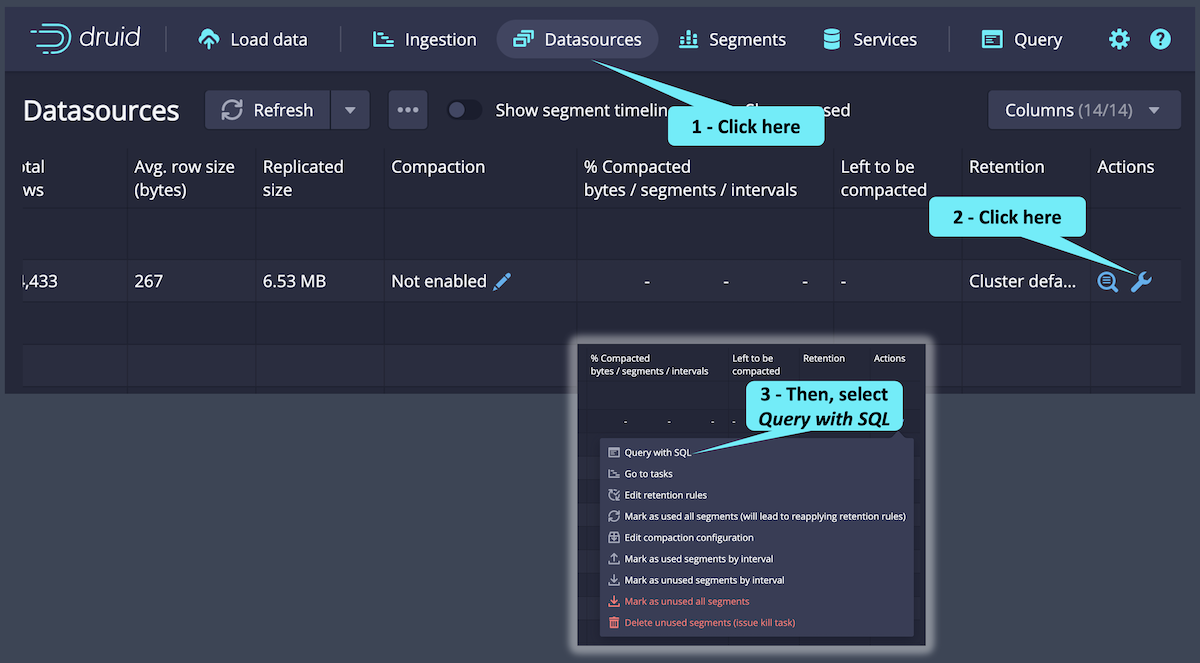 druid
Load data
Ingestion
Datasources
Segments
Services
Query
Datasources
Refresh
Show segment timelin
1 - Click here
sed
Columns (14/14)
otal
ws
Avg. row size
(bytes)
Replicated
size
Compaction
% Compacted
bytes / segments / intervals
Left to be
compacted
Retention
Actions
2 - Click here
,433
267
6.53 MB
Not enabled
-
-
-
-
Cluster defa...
% Compacted
bytes / segments / intervals
Left to be
compacted
Retention
Actions
3 - Then, select
Query with SQL
-
-
-
-
Query with SQL
Go to tasks
Edit retention rules
Mark as used all segments (will lead to reapplying retention rules)
Edit compaction configuration
Mark as used segments by interval
Mark as unused segments by interval
Mark as unused all segments
Delete unused segments (issue kill task)